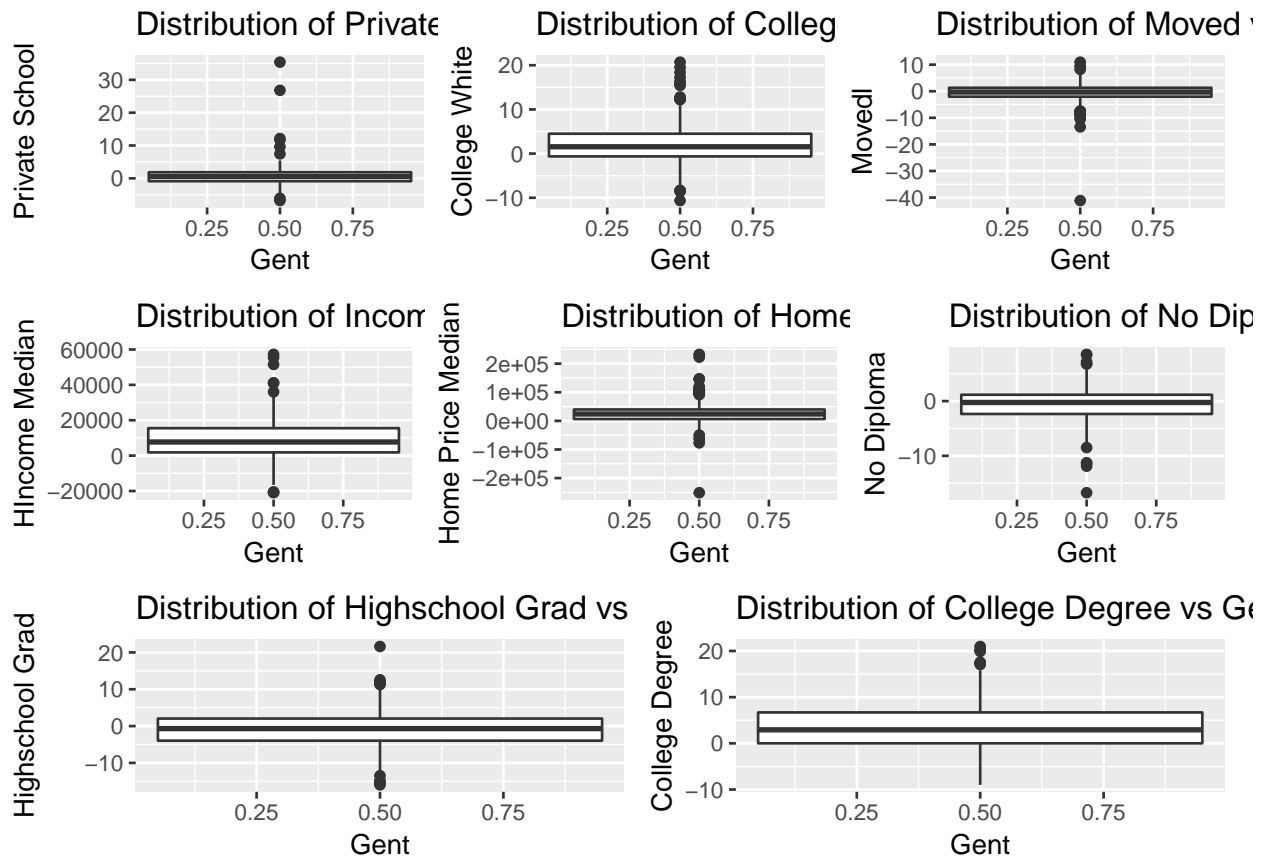 Distribution of Private
Private School
30
20
10
0
0.25 0.50 0.75
Gent
Distribution of Colleg
College White
20
10
0
−10
0.25 0.50 0.75
Gent
Distribution of Moved
MovedI
10
0
−10
−20
−30
−40
0.25 0.50 0.75
Gent
Distribution of Incom
HIncome Median
60000
40000
20000
0
−20000
0.25 0.50 0.75
Gent
Distribution of Home
Home Price Median
2e+05
1e+05
0e+00
−1e+05
−2e+05
0.25 0.50 0.75
Gent
Distribution of No Dip
No Diploma
0
−10
0.25 0.50 0.75
Gent
Distribution of Highschool Grad vs
Highschool Grad
20
10
0
−10
0.25 0.50 0.75
Gent
Distribution of College Degree vs Ge
College Degree
20
10
0
−10
0.25 0.50 0.75
Gent